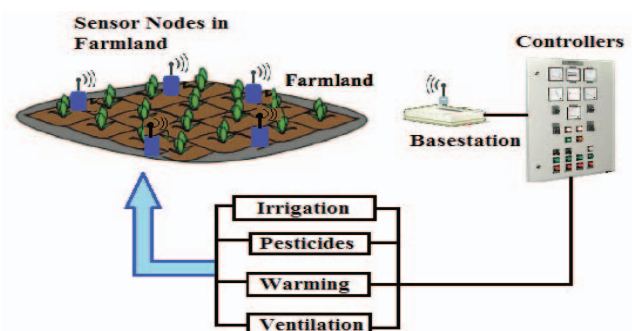 Sensor Nodes in
Farmland
Farmland
Controllers
Basestation
Irrigation
Pesticides
Warming
Ventilation